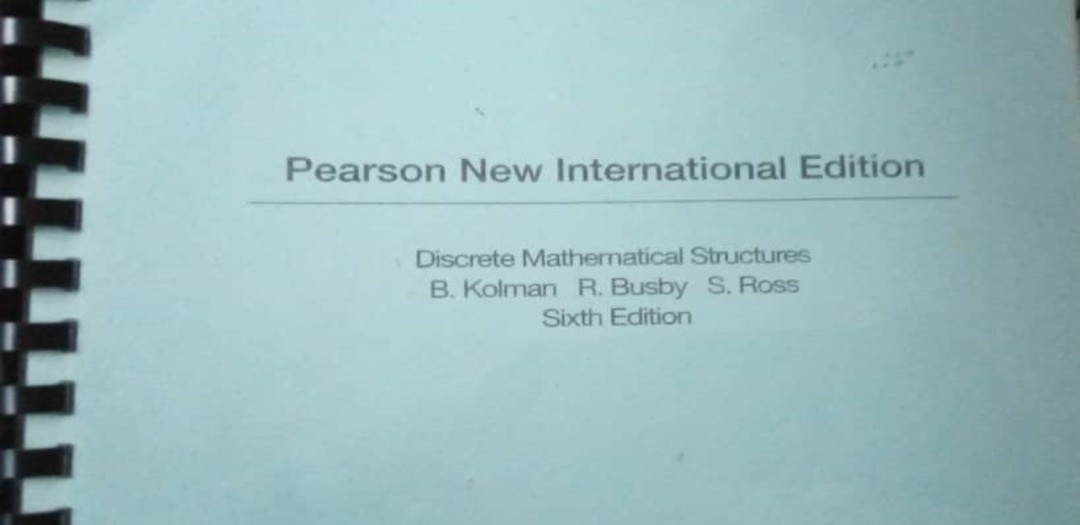 Pearson New International Edition
Discrete Mathematical Structures
B. Kolman R. Busby S. Ross
Sixth Edition